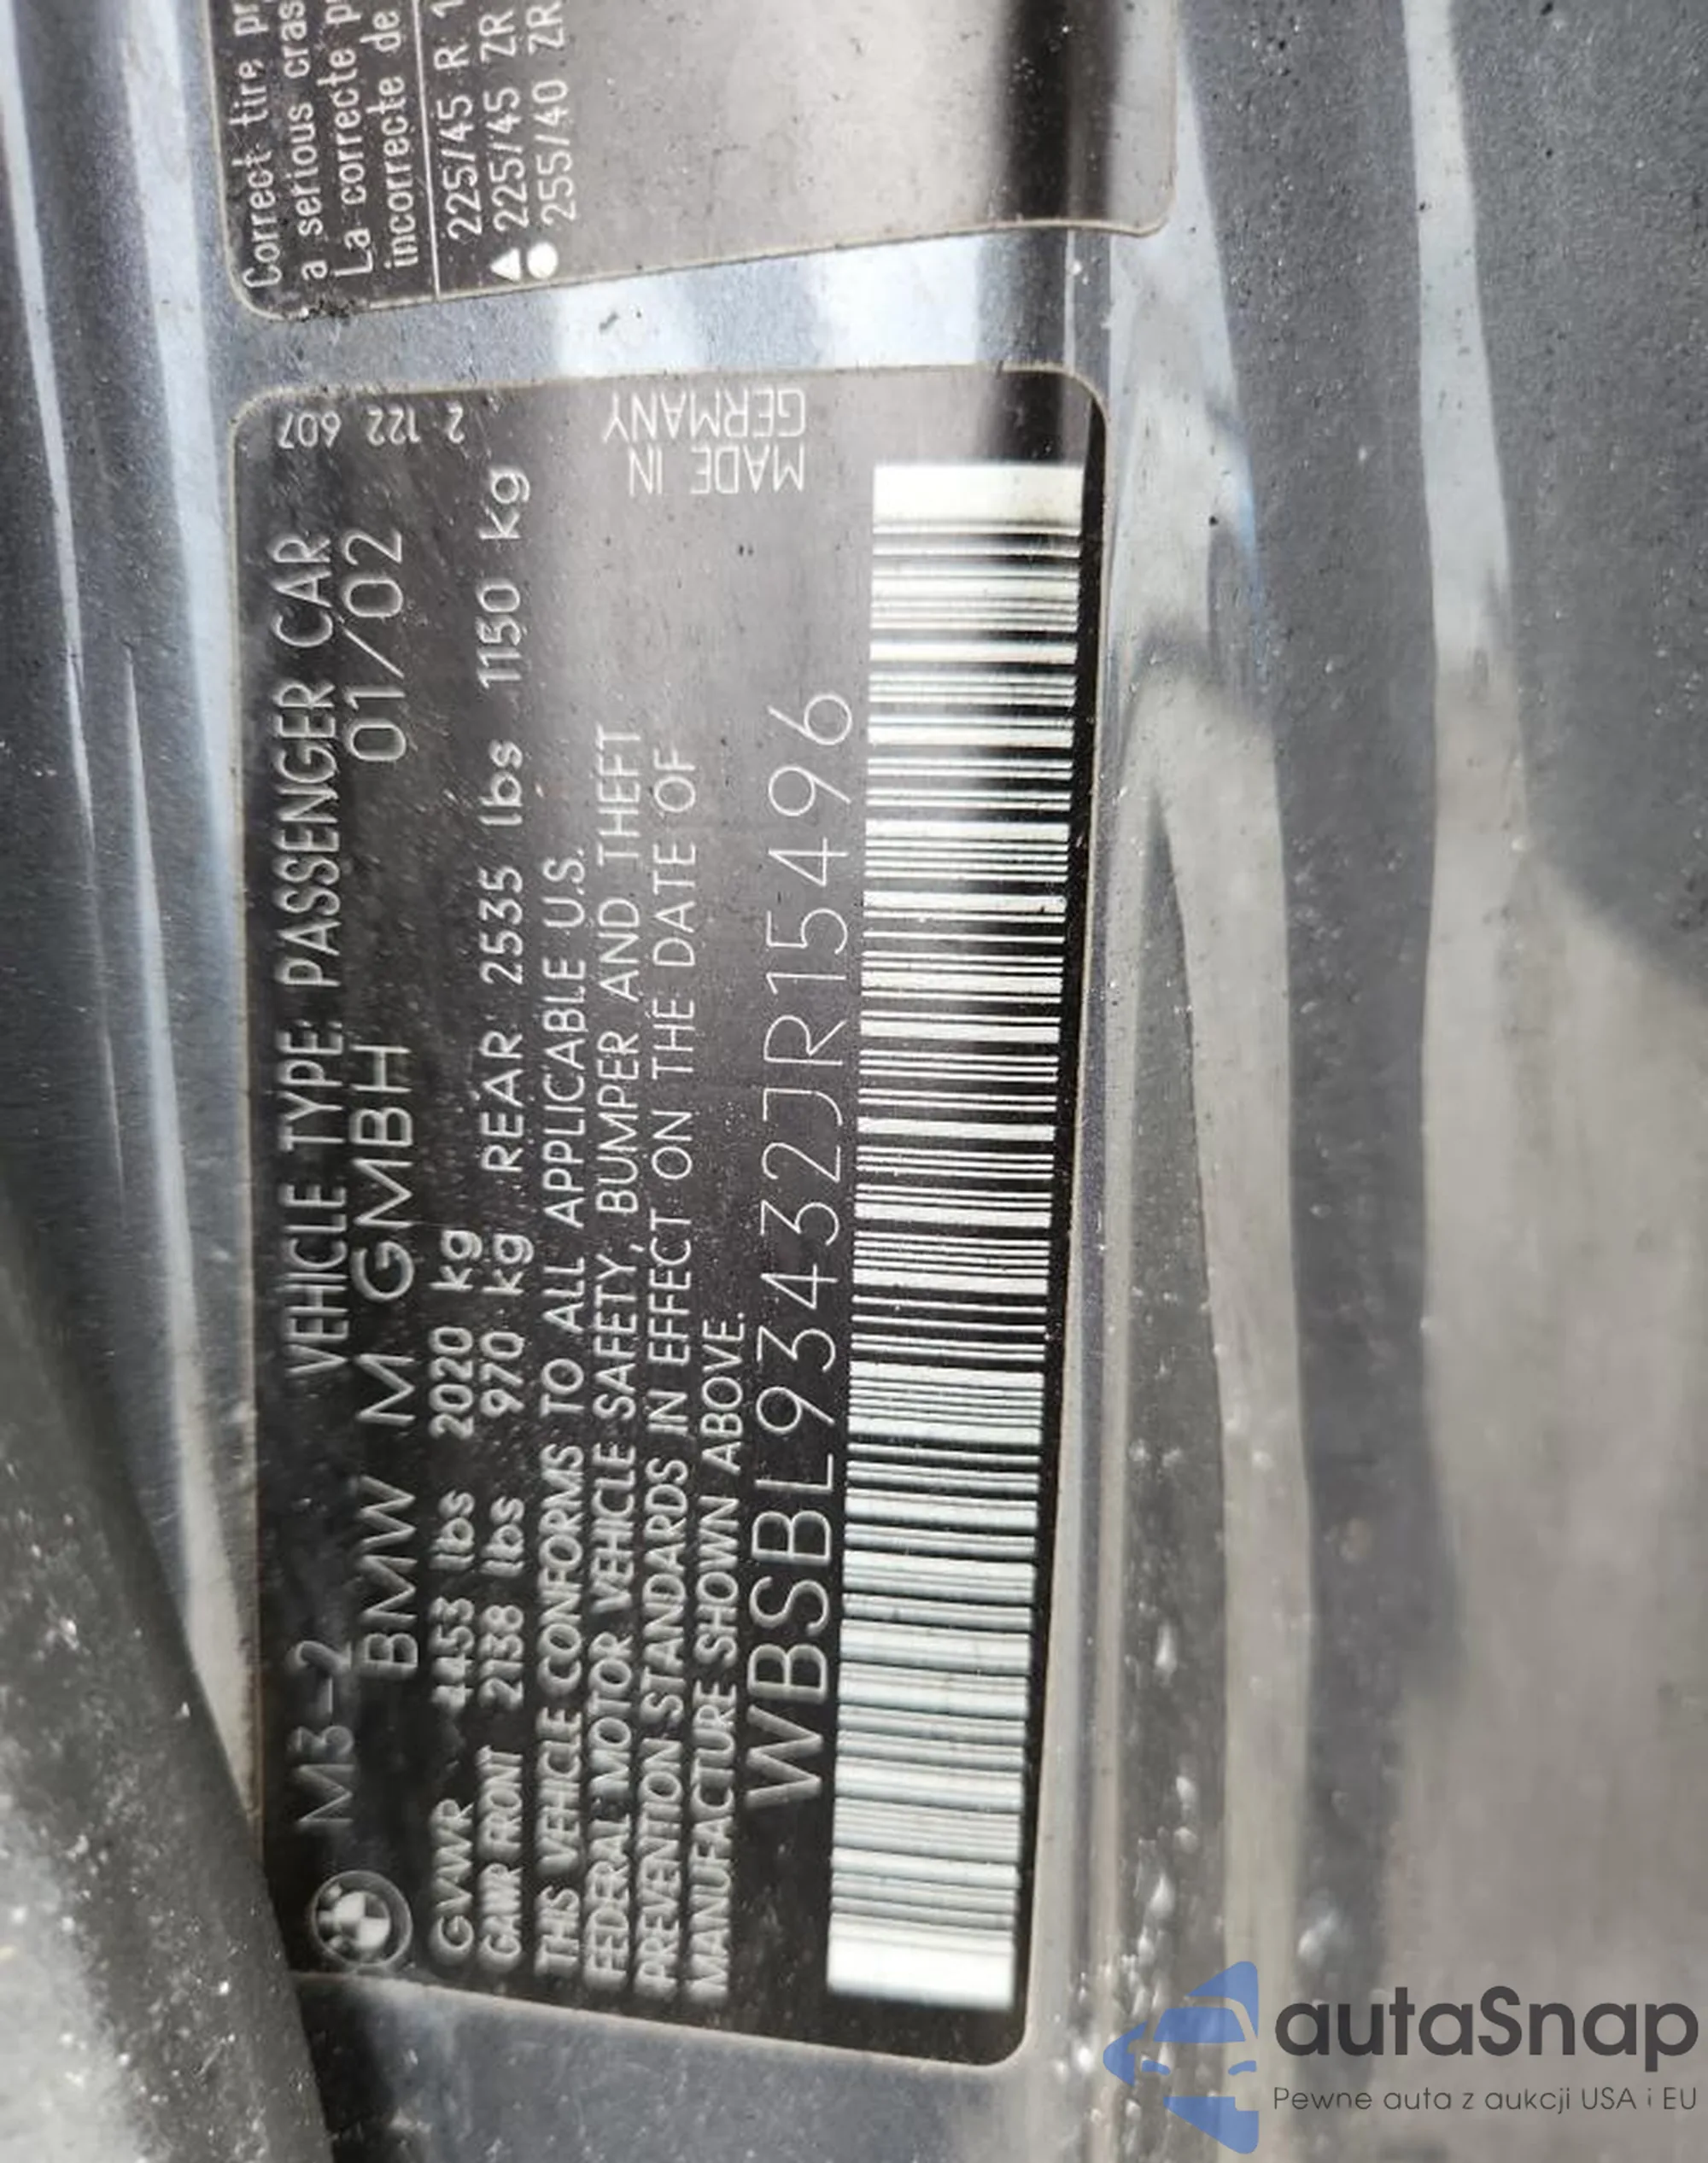 M3-2 VEHICLE TYPE: PASSENGER CAR
BMW M GMBH 01/02
GVWR 4453 lbs 2020 kg
GAWR FRONT 2138 lbs 970 kg REAR 2535 lbs 1150 kg
THIS VEHICLE CONFORMS TO ALL APPLICABLE U.S.
FEDERAL MOTOR VEHICLE SAFETY, BUMPER AND THEFT
PREVENTION STANDARDS IN EFFECT ON THE DATE OF
MANUFACTURE SHOWN ABOVE.
WBSBL93432JR15496
2 122 607
MADE IN
GERMANY
Correct tire
a serious
La correcte
incorrecte de
225/45 R
225/45 ZR
255/40 ZR
autaSnap
Pewne auta z aukcji USA i EU